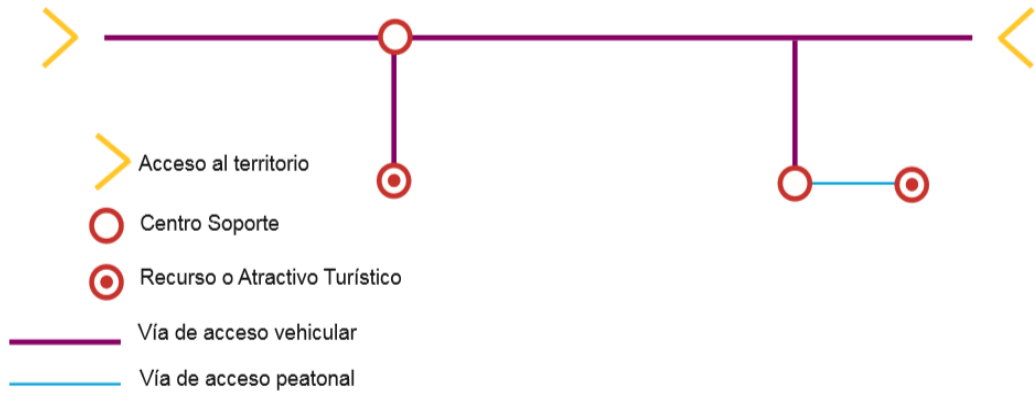 Acceso al territorio
Centro Soporte
Recurso o Atractivo Turístico
Vía de acceso vehicular
Vía de acceso peatonal